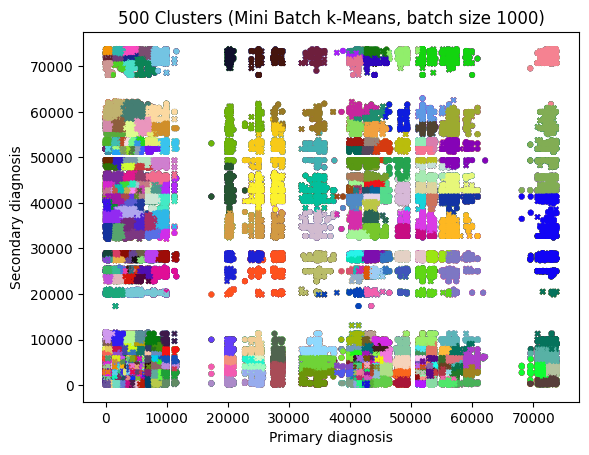 500 Clusters (Mini Batch k-Means, batch size 1000)
Secondary diagnosis
70000
60000
50000
40000
30000
20000
10000
0
0 10000 20000 30000 40000 50000 60000 70000
Primary diagnosis